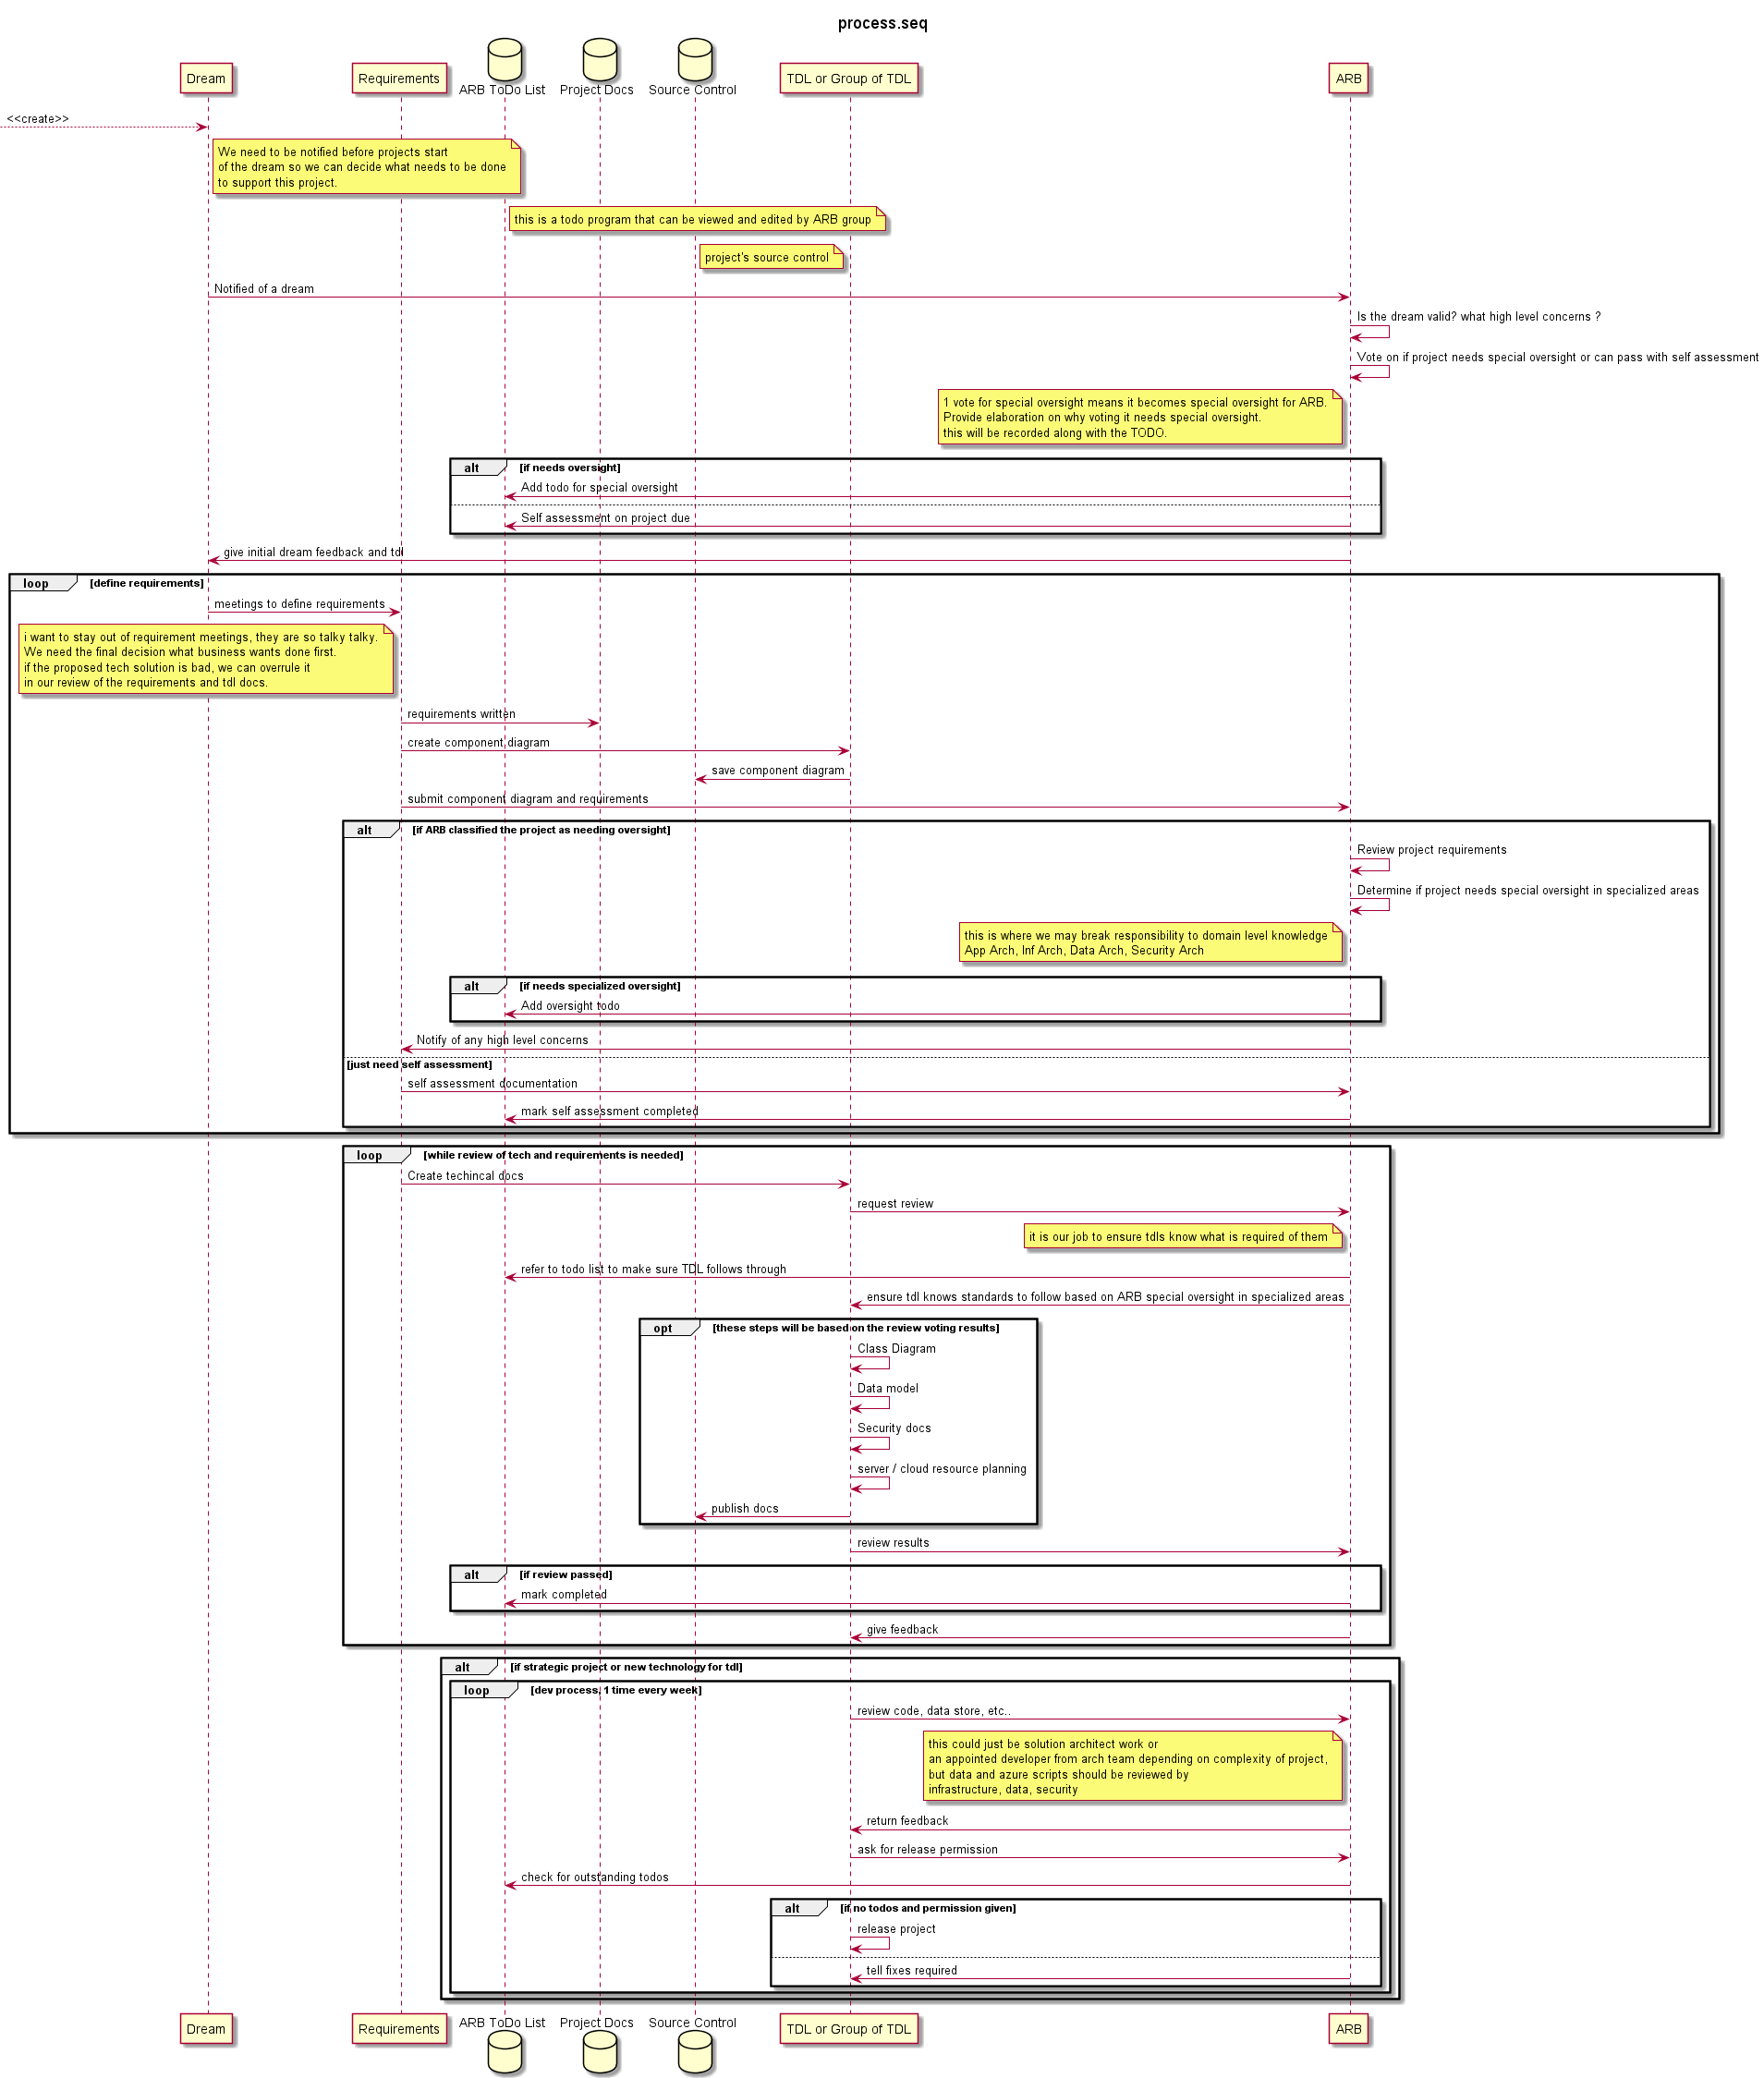 process.seq
Dream
Requirements
ARB ToDo List
Project Docs
Source Control
TDL or Group of TDL
ARB
<<create>>
We need to be notified before projects start
of the dream so we can decide what needs to be done
to support this project.
this is a todo program that can be viewed and edited by ARB group
project's source control
Notified of a dream
Is the dream valid? what high level concerns ?
Vote on if project needs special oversight or can pass with self assessment
1 vote for special oversight means it becomes special oversight for ARB.
Provide elaboration on why voting it needs special oversight.
this will be recorded along with the TODO.
alt [if needs oversight]
Add todo for special oversight
Self assessment on project due
give initial dream feedback and tdl
loop [define requirements]
meetings to define requirements
i want to stay out of requirement meetings, they are so talky talky.
We need the final decision what business wants done first.
if the proposed tech solution is bad, we can overrule it
in our review of the requirements and tdl docs.
requirements written
create component diagram
save component diagram
submit component diagram and requirements
alt [if ARB classified the project as needing oversight]
Review project requirements
Determine if project needs special oversight in specialized areas
this is where we may break responsibility to domain level knowledge
App Arch, Inf Arch, Data Arch, Security Arch
alt [if needs specialized oversight]
Add oversight todo
Notify of any high level concerns
[just need self assessment]
self assessment documentation
mark self assessment completed
loop [while review of tech and requirements is needed]
Create techincal docs
request review
it is our job to ensure tdls know what is required of them
refer to todo list to make sure TDL follows through
ensure tdl knows standards to follow based on ARB special oversight in specialized areas
opt [these steps will be based on the review voting results]
Class Diagram
Data model
Security docs
server / cloud resource planning
publish docs
review results
alt [if review passed]
mark completed
give feedback
alt [if strategic project or new technology for tdl]
loop [dev process, 1 time every week]
review code, data store, etc..
this could just be solution architect work or
an appointed developer from arch team depending on complexity of project,
but data and azure scripts should be reviewed by
infrastructure, data, security
return feedback
ask for release permission
check for outstanding todos
alt [if no todos and permission given]
release project
tell fixes required
Dream
Requirements
ARB ToDo List
Project Docs
Source Control
TDL or Group of TDL
ARB